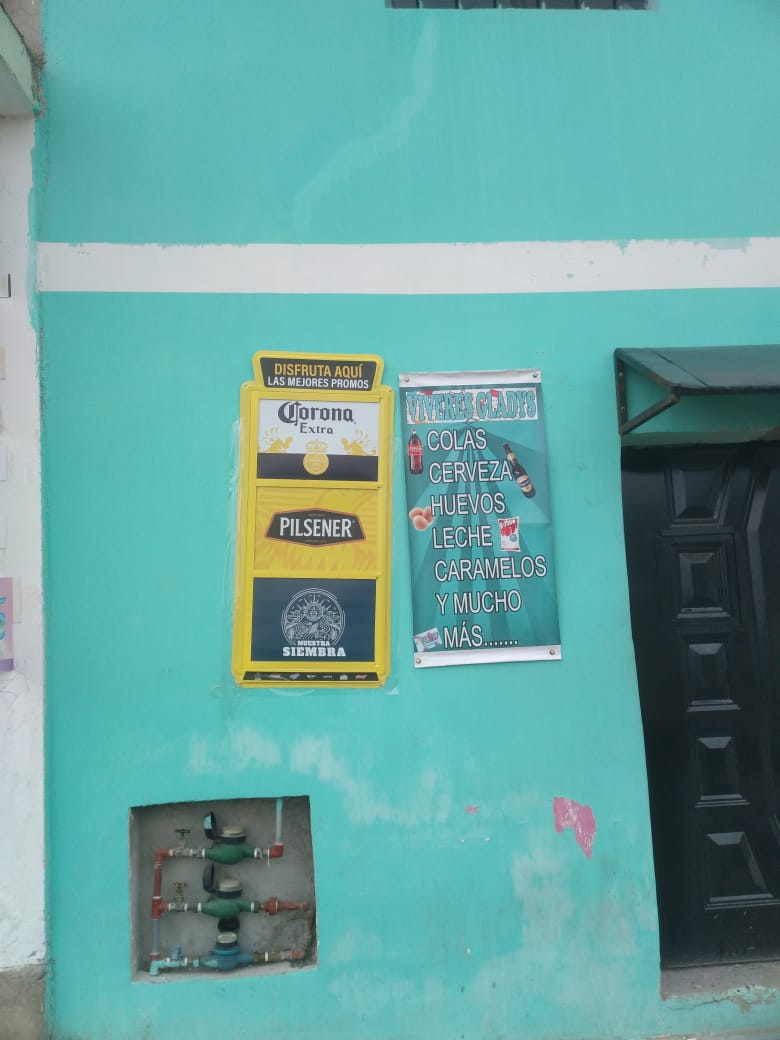 DISFRUTA AQUÍ
LAS MEJORES PROMOS
Corona
Extra
PILSENER
NUESTRA
SIEMBRA
VIVERES GLADYS
COLAS
CERVEZA
HUEVOS
LECHE
CARAMELOS
Y MUCHO
MÁS.......